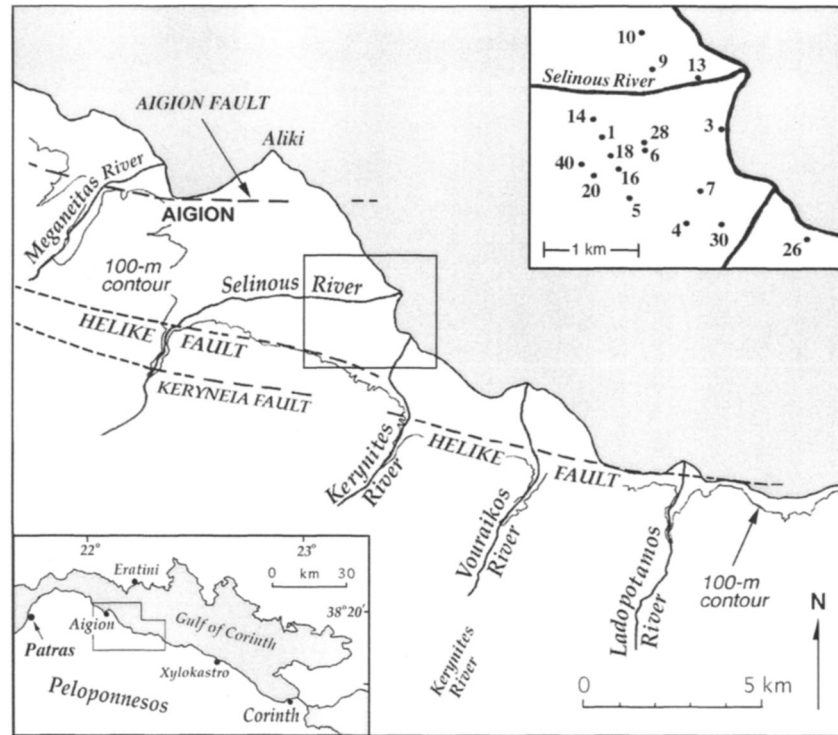 10
9
13
Selinous River
14
1
28
3
18
6
40
20
16
5
7
4
30
26
1 km
AIGION FAULT
Aliki
Meganeitas River
AIGION
100-m
contour
Selinous River
HELIKE FAULT
KERYNEIA FAULT
Kerynites
River
HELIKE FAULT
Vouraikos
River
Ladopotamos
River
100-m
contour
Kerynites
River
N
0 5 km
22
23
Eratini
0 km 30
38°20'
Aigion
Gulf of Corinth
Patras
Xylokastro
Peloponnesos
Corinth